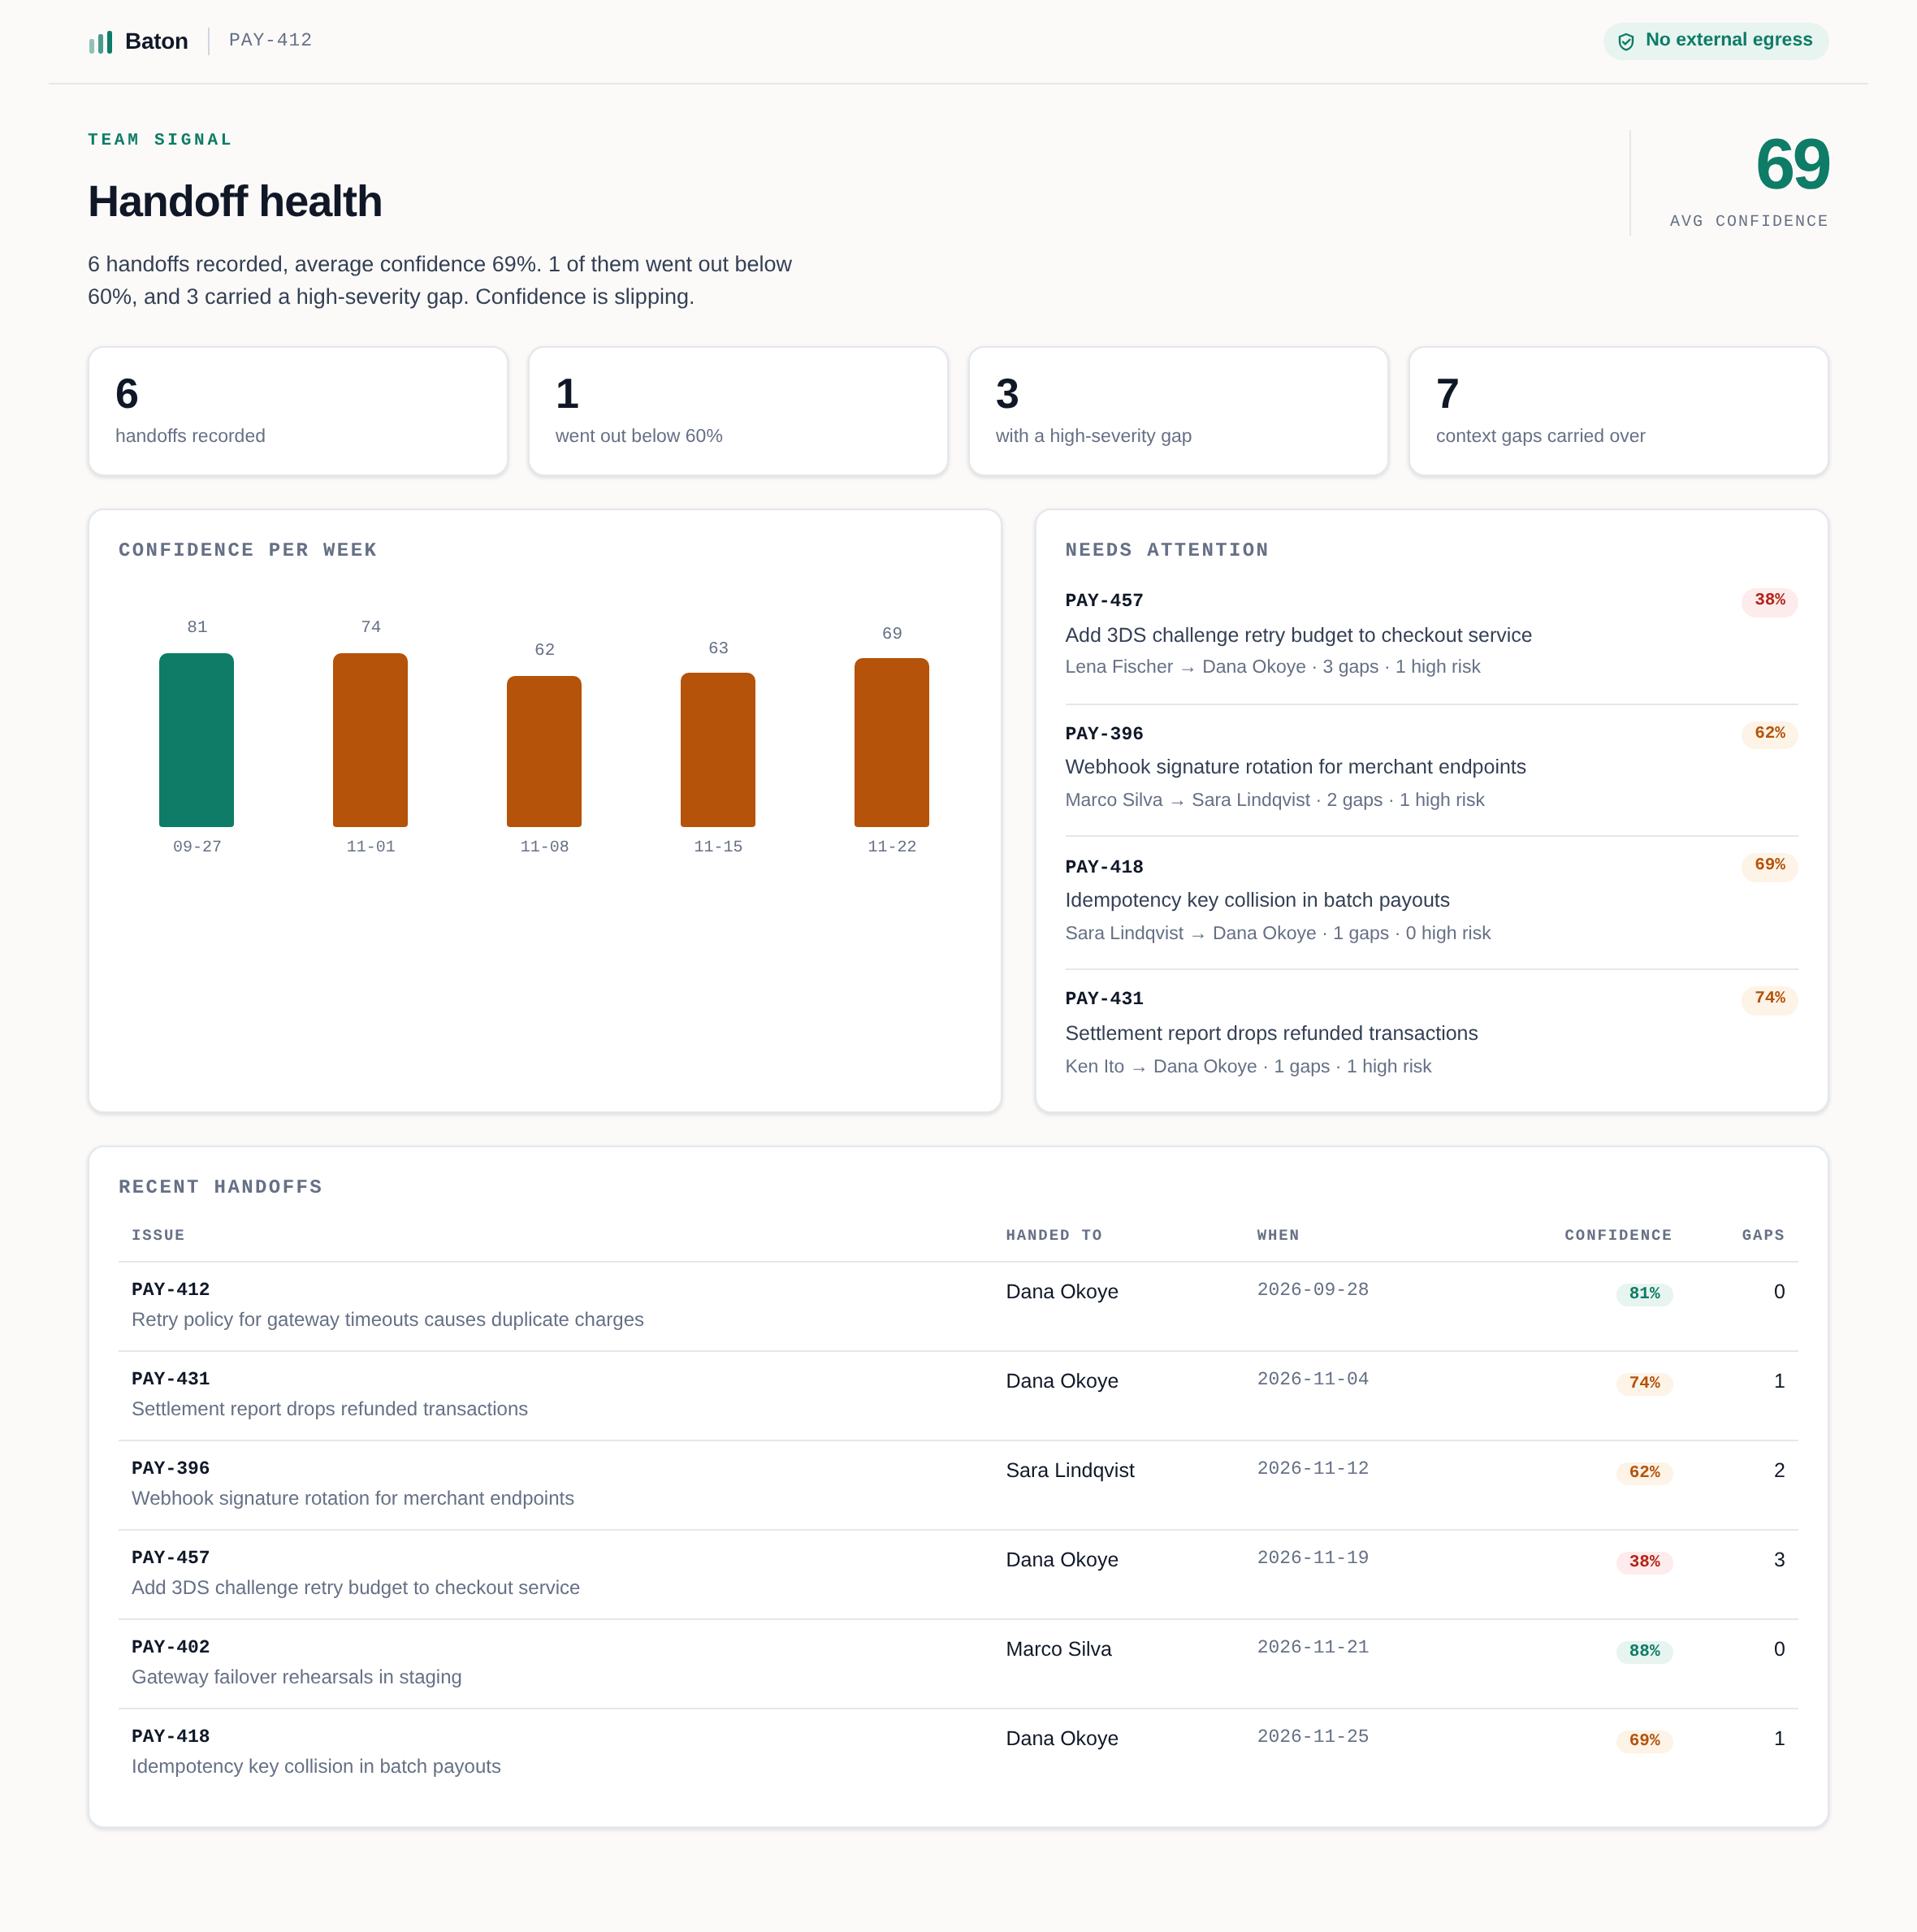 Baton
PAY-412
No external egress
TEAM SIGNAL
Handoff health
6 handoffs recorded, average confidence 69%. 1 of them went out below
60%, and 3 carried a high-severity gap. Confidence is slipping.
69
AVG CONFIDENCE
6
handoffs recorded
1
went out below 60%
3
with a high-severity gap
7
context gaps carried over
CONFIDENCE PER WEEK
81
74
62
63
69
09-27
11-01
11-08
11-15
11-22
NEEDS ATTENTION
PAY-457
38%
Add 3DS challenge retry budget to checkout service
Lena Fischer → Dana Okoye · 3 gaps · 1 high risk
PAY-396
62%
Webhook signature rotation for merchant endpoints
Marco Silva → Sara Lindqvist · 2 gaps · 1 high risk
PAY-418
69%
Idempotency key collision in batch payouts
Sara Lindqvist → Dana Okoye · 1 gaps · 0 high risk
PAY-431
74%
Settlement report drops refunded transactions
Ken Ito → Dana Okoye · 1 gaps · 1 high risk
RECENT HANDOFFS
ISSUE HANDED TO WHEN CONFIDENCE GAPS
PAY-412 Dana Okoye 2026-09-28 81% 0
Retry policy for gateway timeouts causes duplicate charges
PAY-431 Dana Okoye 2026-11-04 74% 1
Settlement report drops refunded transactions
PAY-396 Sara Lindqvist 2026-11-12 62% 2
Webhook signature rotation for merchant endpoints
PAY-457 Dana Okoye 2026-11-19 38% 3
Add 3DS challenge retry budget to checkout service
PAY-402 Marco Silva 2026-11-21 88% 0
Gateway failover rehearsals in staging
PAY-418 Dana Okoye 2026-11-25 69% 1
Idempotency key collision in batch payouts